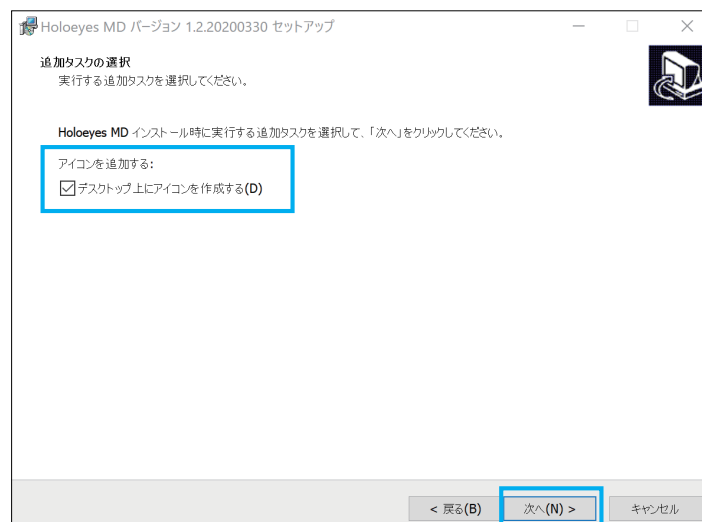 Holoeyes MD バージョン 1.2.20200330 セットアップ
追加タスクの選択
実行する追加タスクを選択してください。
Holoeyes MD インストール時に実行する追加タスクを選択して、「次へ」をクリックしてください。
アイコンを追加する:
デスクトップ上にアイコンを作成する(D)
< 戻る(B)
次へ(N) >
キャンセル